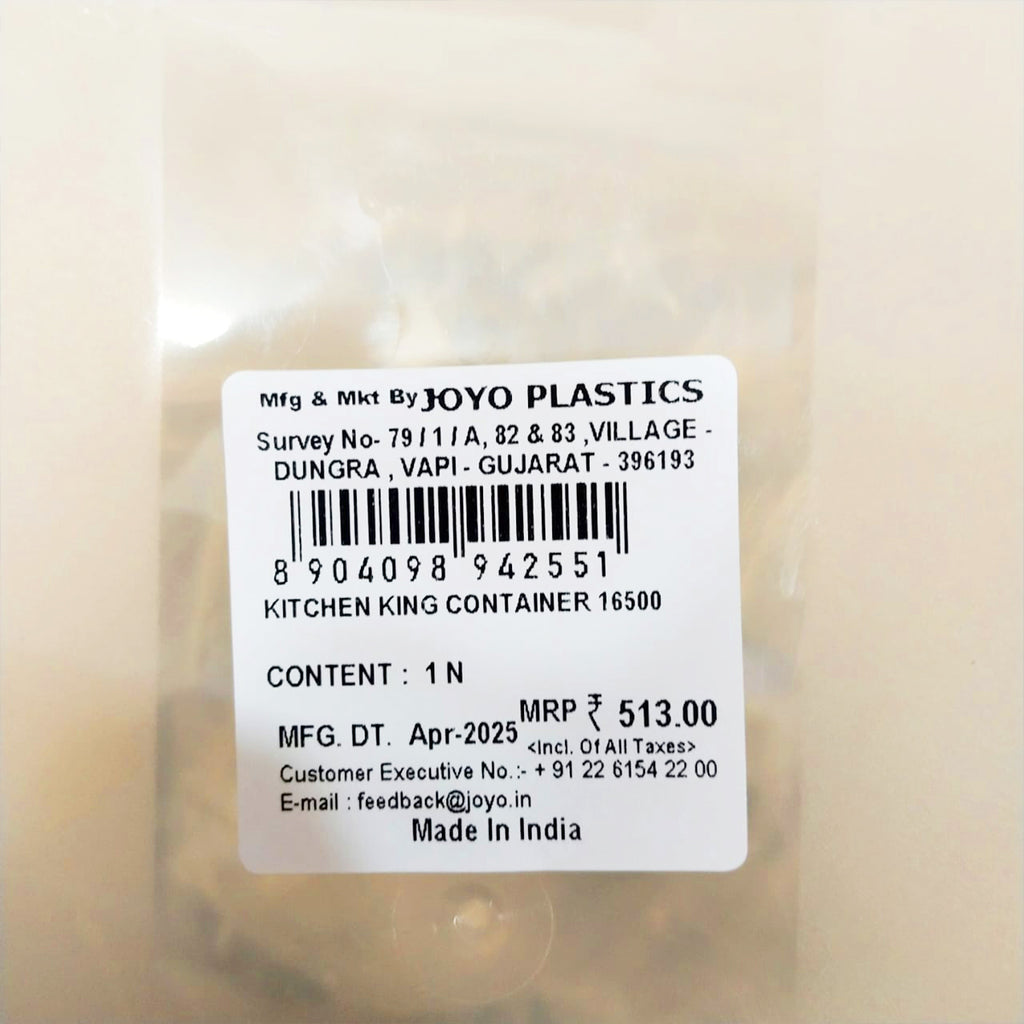 Mfg & Mkt By JOYO PLASTICS
Survey No- 79 / 1 / A, 82 & 83 ,VILLAGE -
DUNGRA , VAPI - GUJARAT - 396193
8 904098 942551
KITCHEN KING CONTAINER 16500
CONTENT : 1 N
MRP ₹ 513.00
MFG. DT. Apr-2025 <Incl. Of All Taxes>
Customer Executive No.:- + 91 22 6154 22 00
E-mail : feedback@joyo.in
Made In India